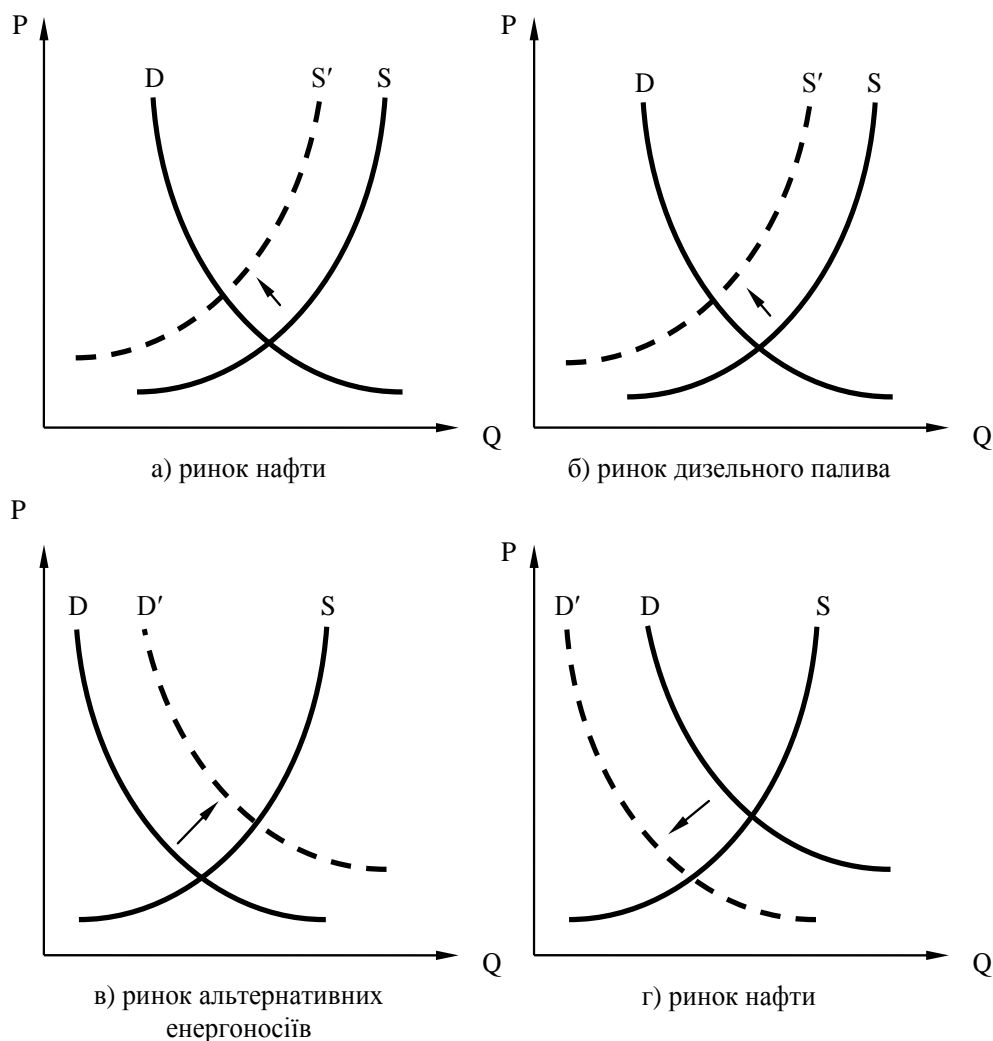 P
P
D
S′
S
D
S′
S
Q
Q
а) ринок нафти
б) ринок дизельного палива
P
P
D
D′
S
D′
D
S
Q
Q
в) ринок альтернативних
енергоносіїв
г) ринок нафти